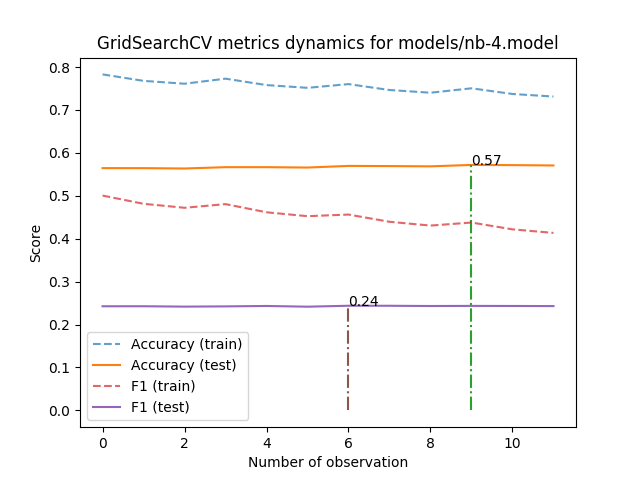 GridSearchCV metrics dynamics for models/nb-4.model
0.8
0.7
0.6
0.5
0.4
0.3
0.2
0.1
0.0
Score
0.57
0.24
Accuracy (train)
Accuracy (test)
F1 (train)
F1 (test)
0 2 4 6 8 10
Number of observation